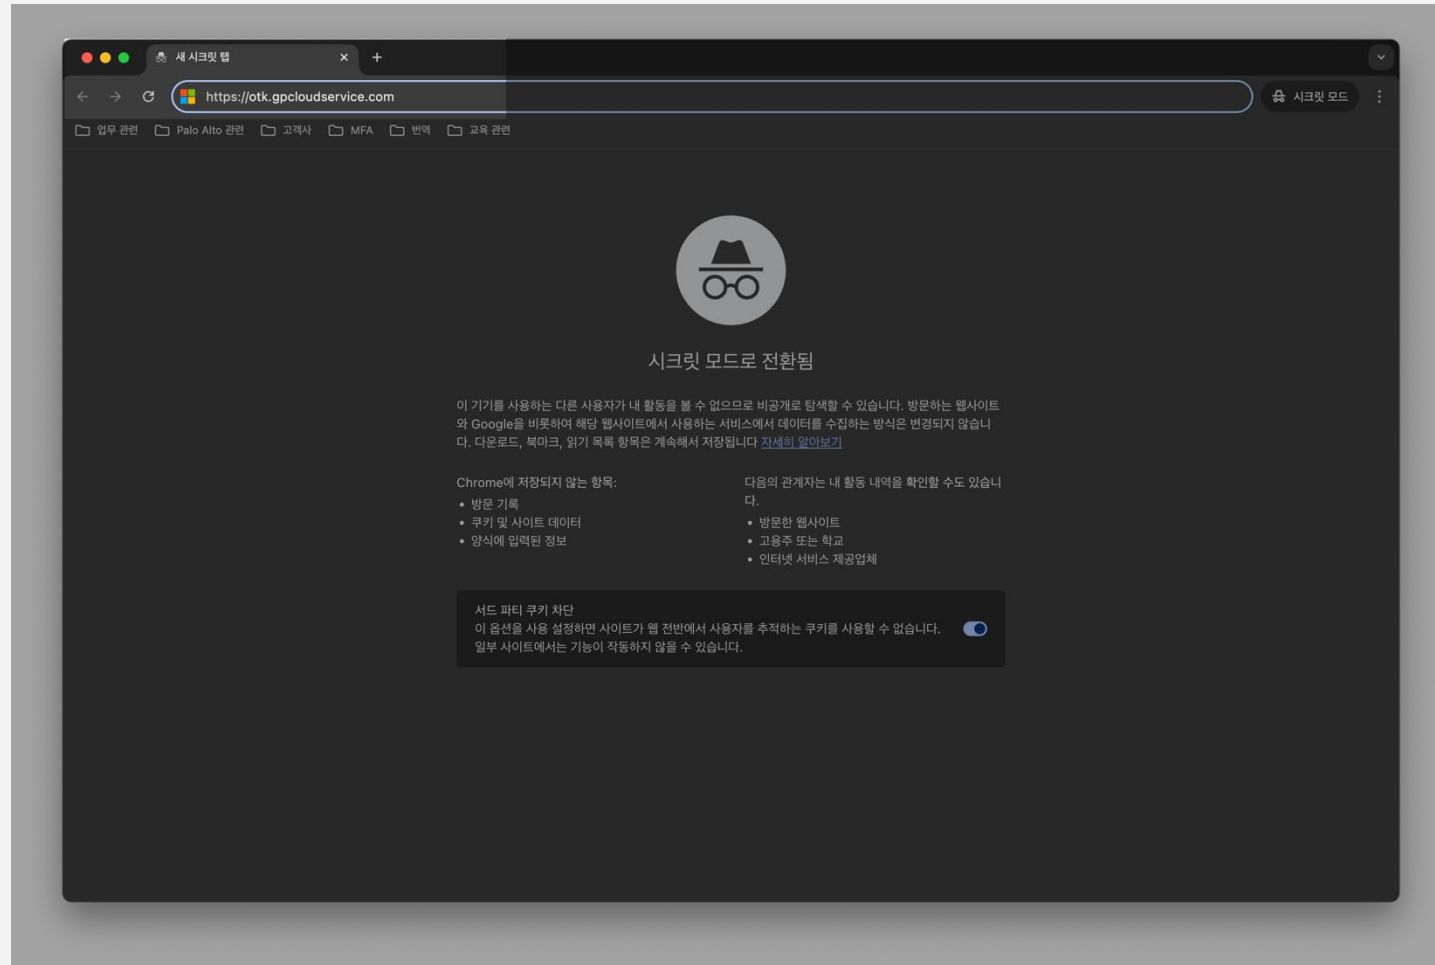 새 시크릿 탭
https://otk.gpcloudservice.com
시크릿 모드
업무 관련 Palo Alto 관련 고객사 MFA 번역 교육 관련
시크릿 모드로 전환됨
이 기기를 사용하는 다른 사용자가 내 활동을 볼 수 없으므로 비공개로 탐색할 수 있습니다. 방문하는 웹사이트
와 Google을 비롯하여 해당 웹사이트에서 사용하는 서비스에서 데이터를 수집하는 방식은 변경되지 않습니
다. 다운로드, 북마크, 읽기 목록 항목은 계속해서 저장됩니다 자세히 알아보기
Chrome에 저장되지 않는 항목:
• 방문 기록
• 쿠키 및 사이트 데이터
• 양식에 입력된 정보
다음의 관계자는 내 활동 내역을 확인할 수도 있습니
다.
• 방문한 웹사이트
• 고용주 또는 학교
• 인터넷 서비스 제공업체
서드 파티 쿠키 차단
이 옵션을 사용 설정하면 사이트가 웹 전반에서 사용자를 추적하는 쿠키를 사용할 수 없습니다.
일부 사이트에서는 기능이 작동하지 않을 수 있습니다.